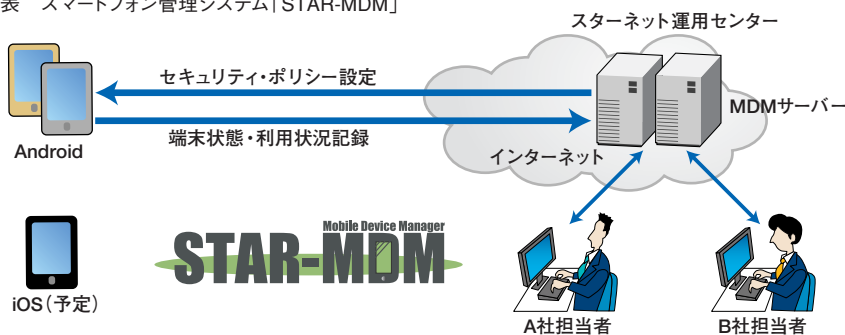 表 スマートフォン管理システム「STAR-MDM」
スターネット運用センター
セキュリティ・ポリシー設定
MDMサーバー
端末状態・利用状況記録
Android
インターネット
Mobile Device Manager
STAR-MDM
iOS(予定)
A社担当者
B社担当者